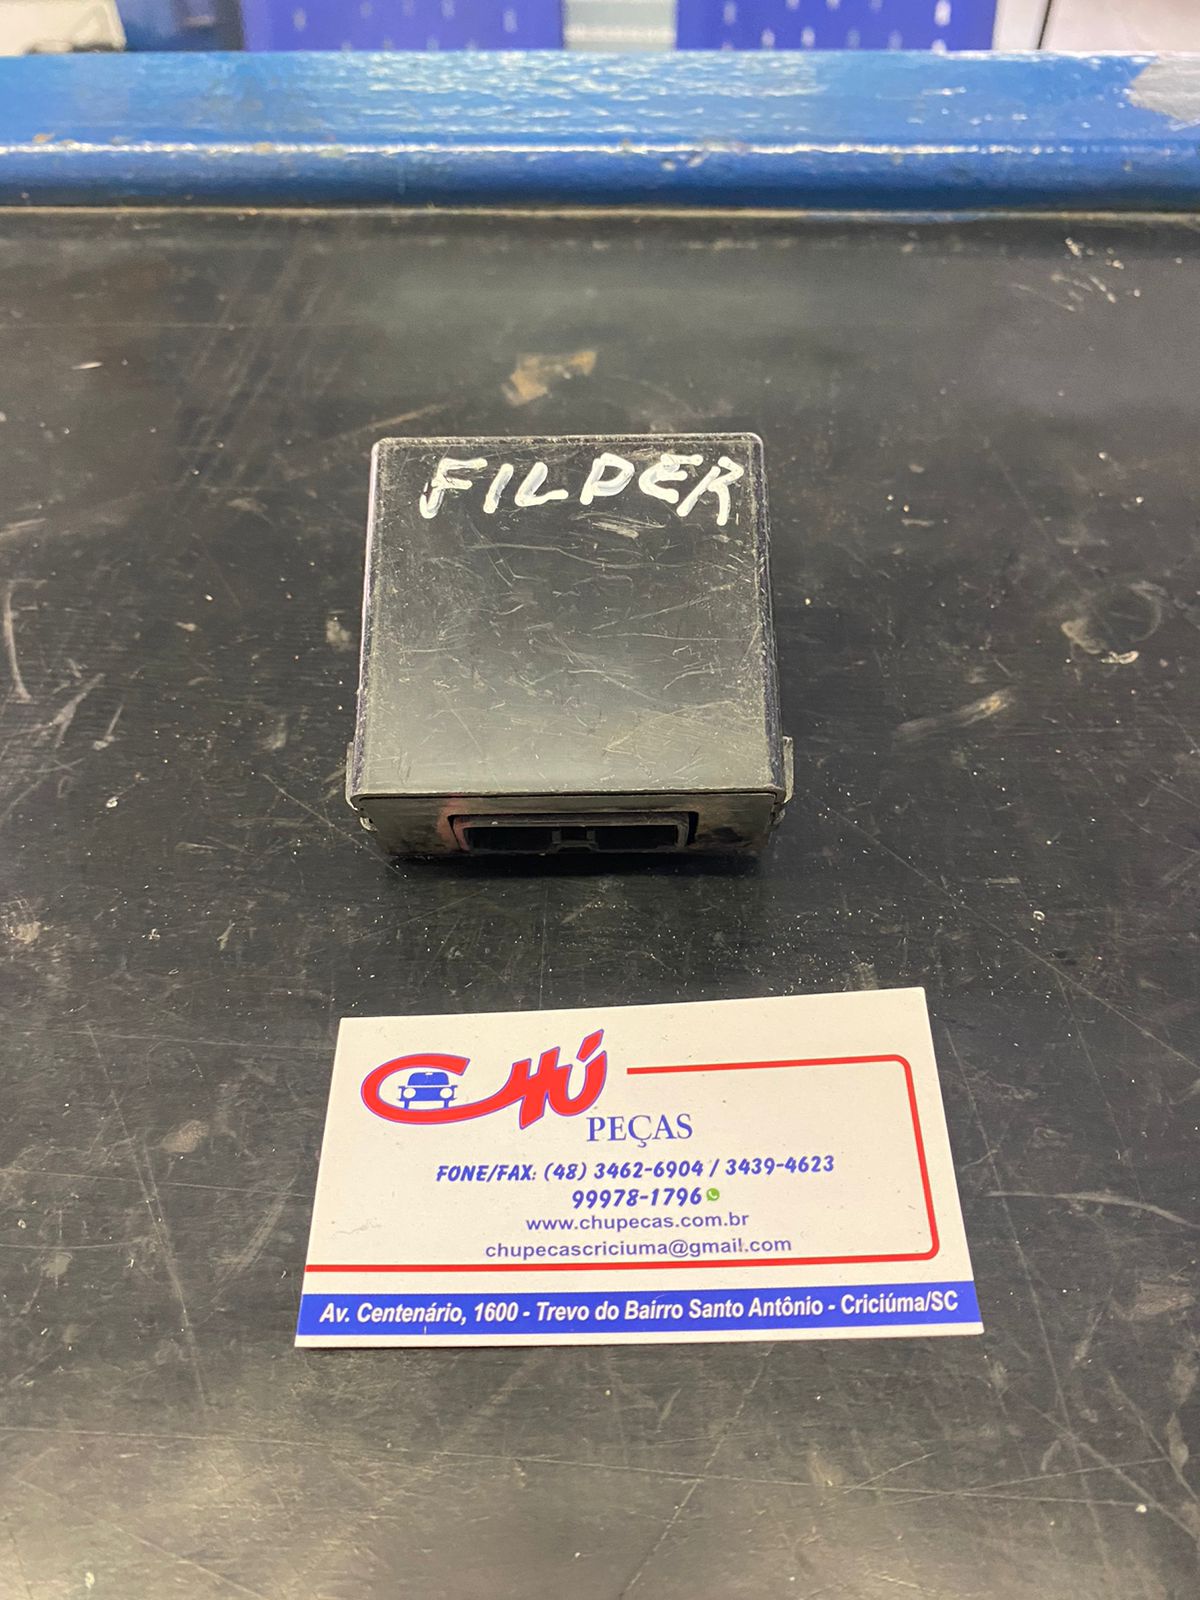 FILDER
CHÚ
PEÇAS
FONE/FAX: (48) 3462-6904 / 3439-4623
99978-1796
www.chupecas.com.br
chupecascriciuma@gmail.com
Av. Centenário, 1600 - Trevo do Bairro Santo Antônio - Criciúma/SC